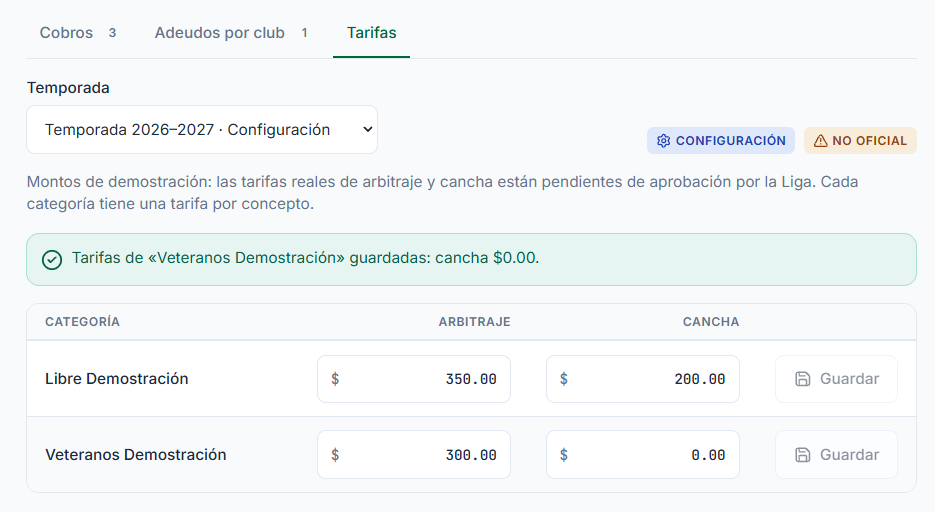 Cobros 3 Adeudos por club 1 Tarifas
Temporada
Temporada 2026–2027 · Configuración
CONFIGURACIÓN NO OFICIAL
Montos de demostración: las tarifas reales de arbitraje y cancha están pendientes de aprobación por la Liga. Cada
categoría tiene una tarifa por concepto.
Tarifas de «Veteranos Demostración» guardadas: cancha $0.00.
CATEGORÍA ARBITRAJE CANCHA
Libre Demostración $ 350.00 $ 200.00 Guardar
Veteranos Demostración $ 300.00 $ 0.00 Guardar